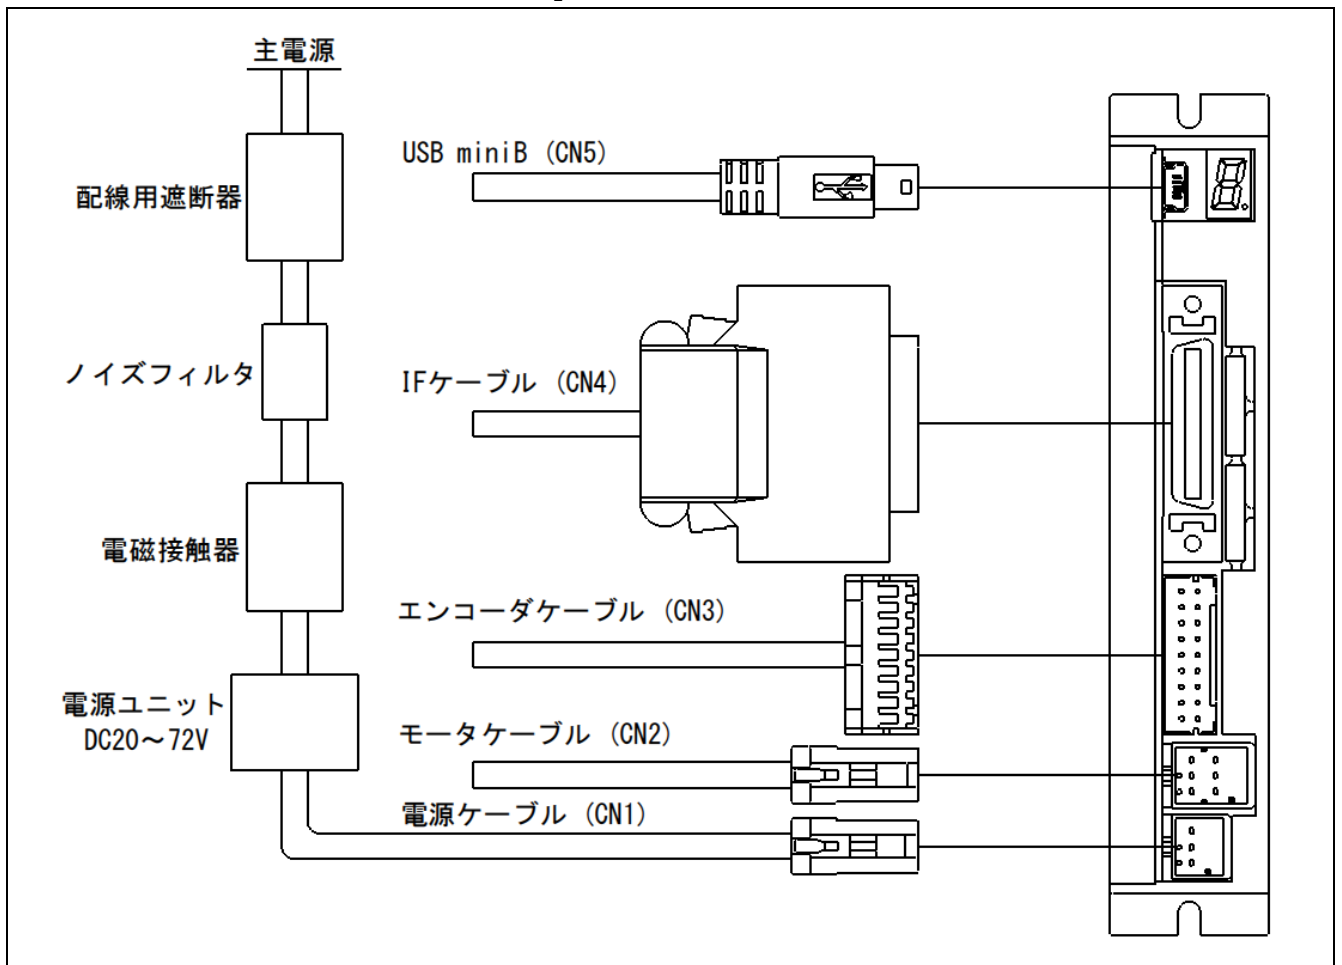 主電源
配線用遮断器
ノイズフィルタ
電磁接触器
電源ユニット
DC20～72V
USB miniB (CN5)
IFケーブル (CN4)
エンコーダケーブル (CN3)
モータケーブル (CN2)
電源ケーブル (CN1)